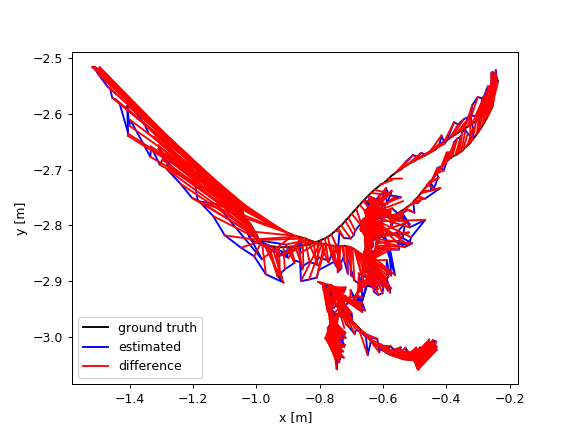 −2.5
−2.6
−2.7
−2.8
−2.9
−3.0
y [m]
ground truth
estimated
difference
−1.4 −1.2 −1.0 −0.8 −0.6 −0.4 −0.2
x [m]